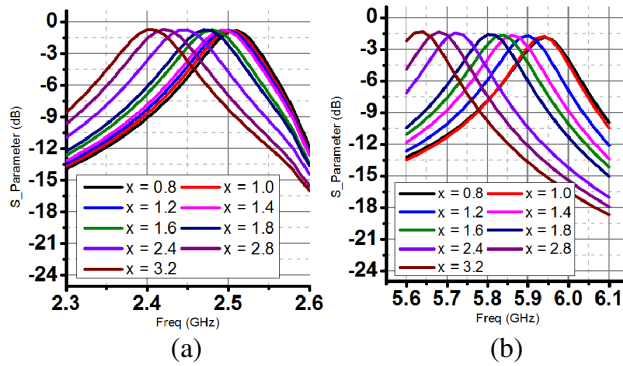 S_Parameter (dB)
0
-3
-6
-9
-12
-15
-18
-21
-24
x = 0.8 x = 1.0
x = 1.2 x = 1.4
x = 1.6 x = 1.8
x = 2.4 x = 2.8
x = 3.2
2.3 2.4 2.5 2.6
Freq (GHz)
(a)
S_Parameter (dB)
0
-3
-6
-9
-12
-15
-18
-21
-24
x = 0.8 x = 1.0
x = 1.2 x = 1.4
x = 1.6 x = 1.8
x = 2.4 x = 2.8
x = 3.2
5.6 5.7 5.8 5.9 6.0 6.1
Freq (GHz)
(b)